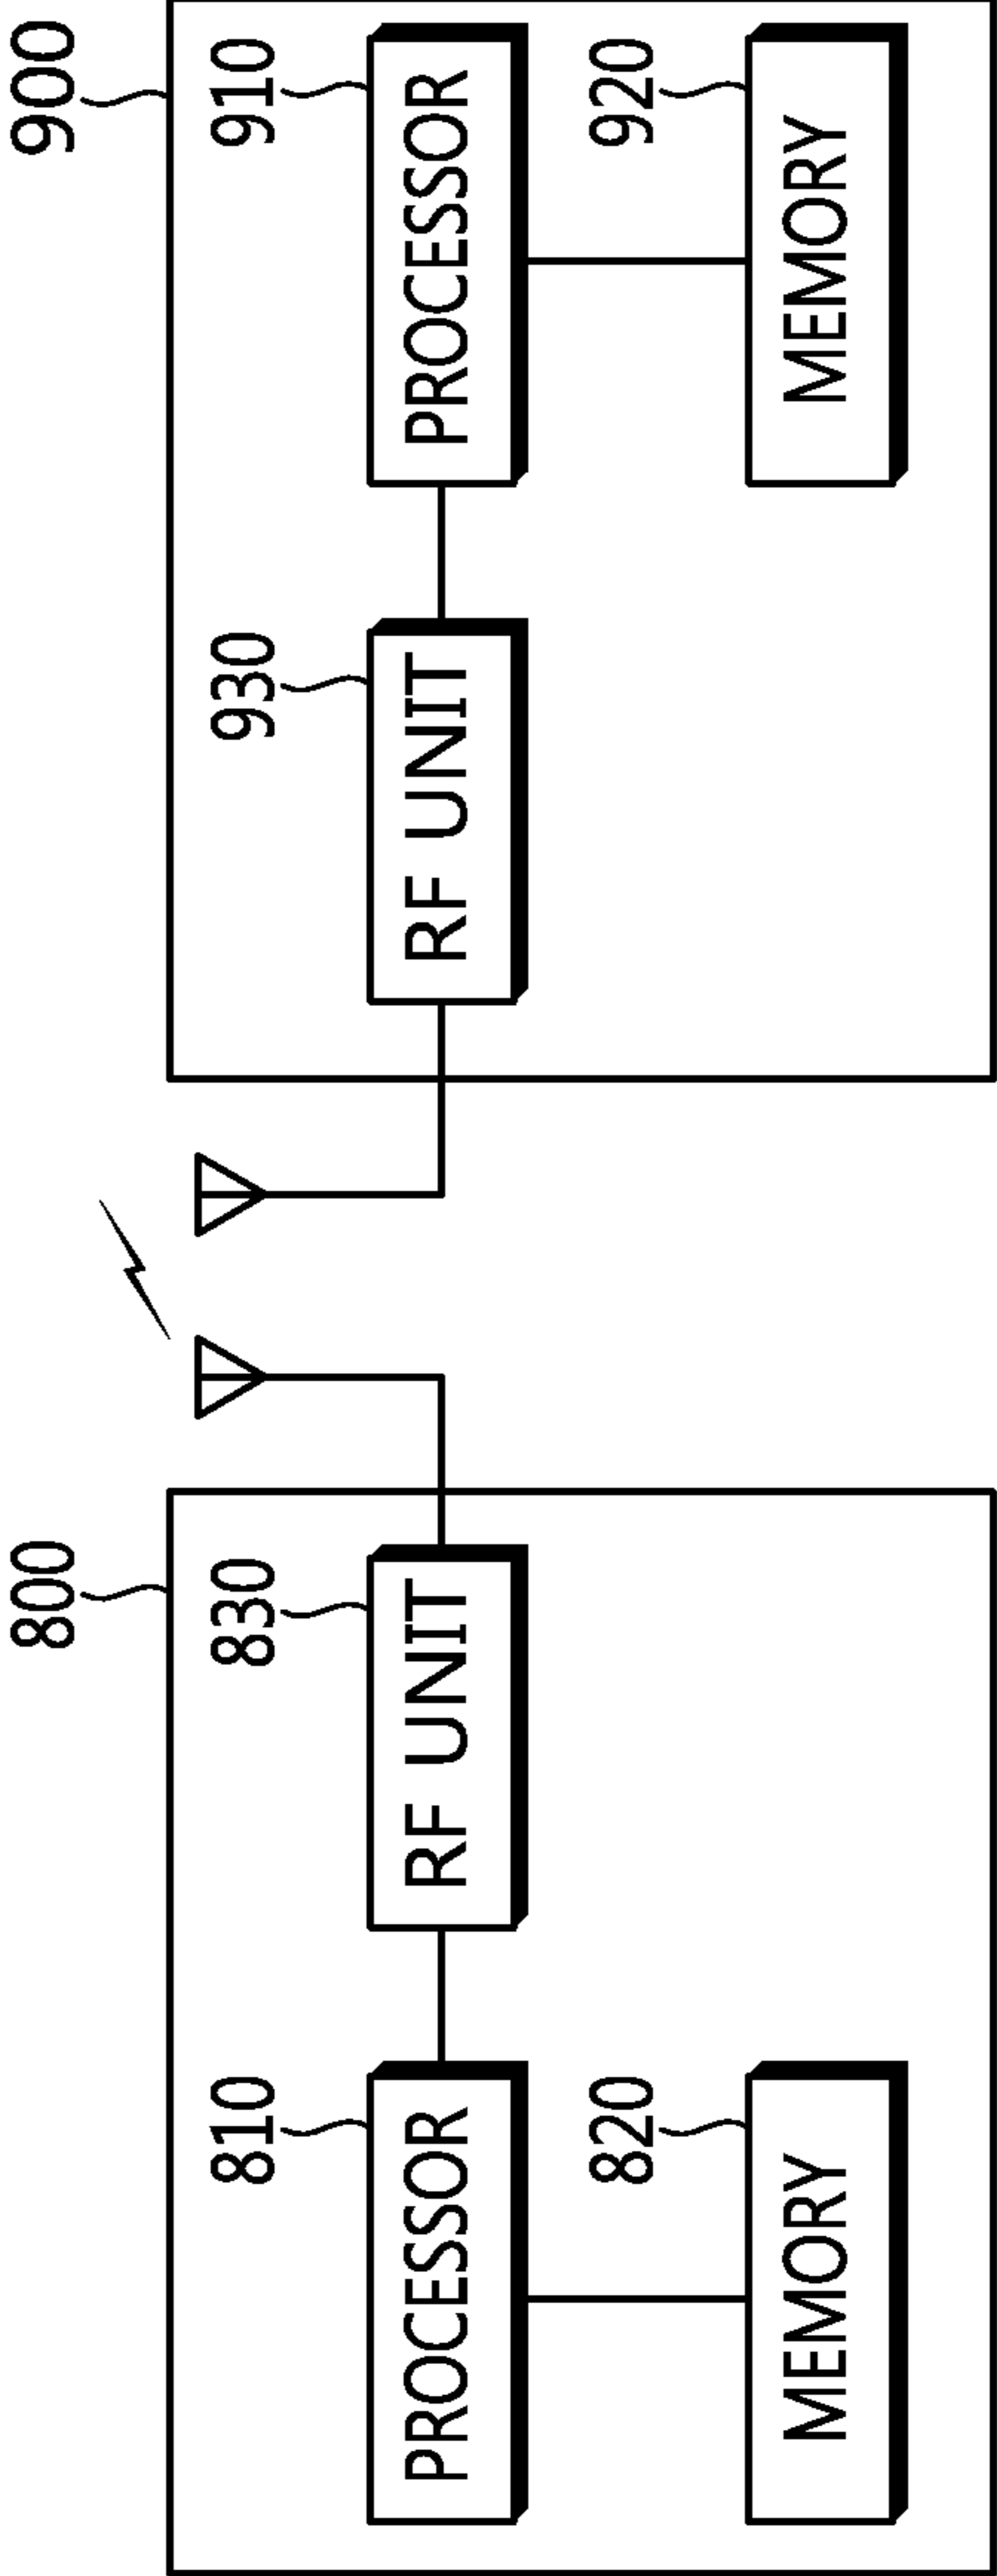 800
900
810
PROCESSOR
830
RF UNIT
930
RF UNIT
910
PROCESSOR
820
MEMORY
920
MEMORY